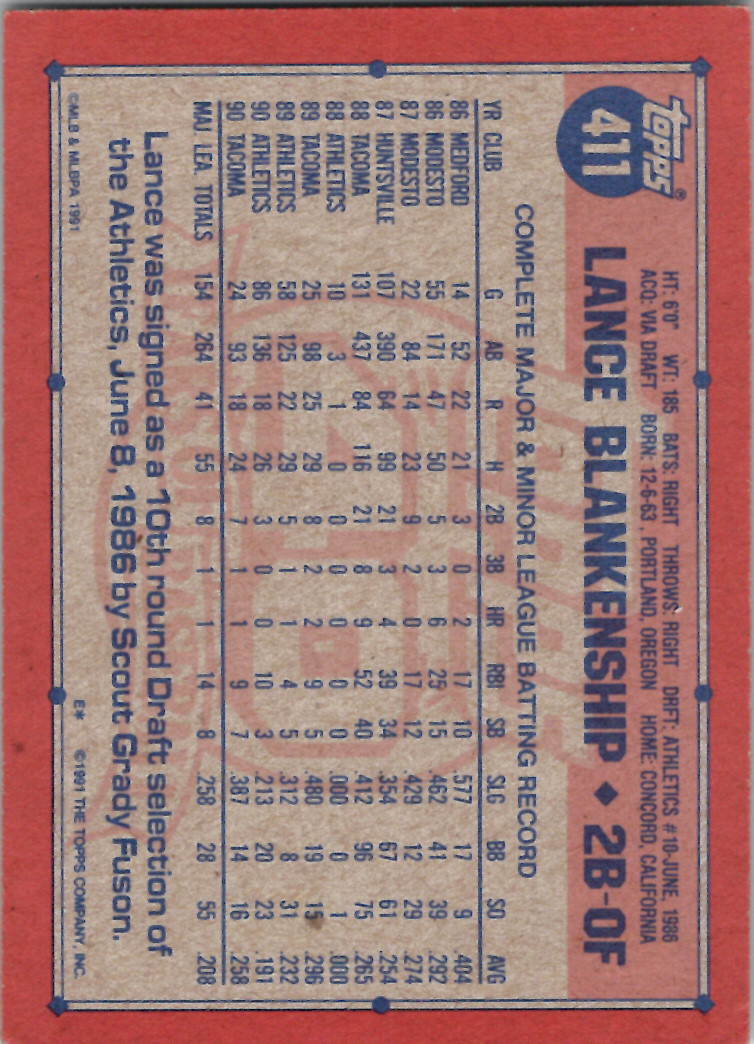 topps®
411
HT: 6'0" WT: 185 BATS: RIGHT THROWS: RIGHT DRFT: ATHLETICS #10-JUNE, 1986
ACQ: VIA DRAFT BORN: 12-6-63, PORTLAND, OREGON HOME: CONCORD, CALIFORNIA
LANCE BLANKENSHIP ♦ 2B-OF
COMPLETE MAJOR & MINOR LEAGUE BATTING RECORD
YR CLUB G AB R H 2B 3B HR RBI SB SLG BB SO AVG
86 MEDFORD 14 52 22 21 3 0 2 17 10 .577 17 9 .404
86 MODESTO 55 171 47 50 5 3 6 25 15 .462 41 39 .292
87 MODESTO 22 84 14 23 9 2 0 17 12 .429 12 29 .274
87 HUNTSVILLE 107 390 64 99 21 3 4 39 34 .354 67 61 .254
88 TACOMA 131 437 84 116 21 8 9 52 40 .412 96 75 .265
88 ATHLETICS 10 3 1 0 0 0 0 0 0 .000 0 1 .000
89 TACOMA 25 98 25 29 8 2 2 9 5 .480 19 15 .296
89 ATHLETICS 58 125 22 29 5 1 1 4 5 .312 8 31 .232
90 ATHLETICS 86 136 18 26 3 0 0 10 3 .213 20 23 .191
90 TACOMA 24 93 18 24 7 1 1 9 7 .387 14 16 .258
MAJ. LEA. TOTALS 154 264 41 55 8 1 1 14 8 .258 28 55 .208
Lance was signed as a 10th round Draft selection of
the Athletics, June 8, 1986 by Scout Grady Fuson.
©MLB & MLBPA 1991 E* ©1991 THE TOPPS COMPANY, INC.